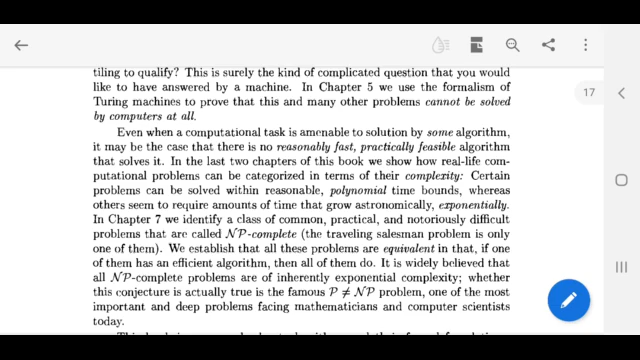 tiling to qualify? This is surely the kind of complicated question that you would
like to have answered by a machine. In Chapter 5 we use the formalism of
Turing machines to prove that this and many other problems cannot be solved
by computers at all.
Even when a computational task is amenable to solution by some algorithm,
it may be the case that there is no reasonably fast, practically feasible algorithm
that solves it. In the last two chapters of this book we show how real-life com-
putational problems can be categorized in terms of their complexity: Certain
problems can be solved within reasonable, polynomial time bounds, whereas
others seem to require amounts of time that grow astronomically, exponentially.
In Chapter 7 we identify a class of common, practical, and notoriously difficult
problems that are called NP-complete (the traveling salesman problem is only
one of them). We establish that all these problems are equivalent in that, if one
of them has an efficient algorithm, then all of them do. It is widely believed that
all NP-complete problems are of inherently exponential complexity; whether
this conjecture is actually true is the famous P ≠ NP problem, one of the most
important and deep problems facing mathematicians and computer scientists
today.
17